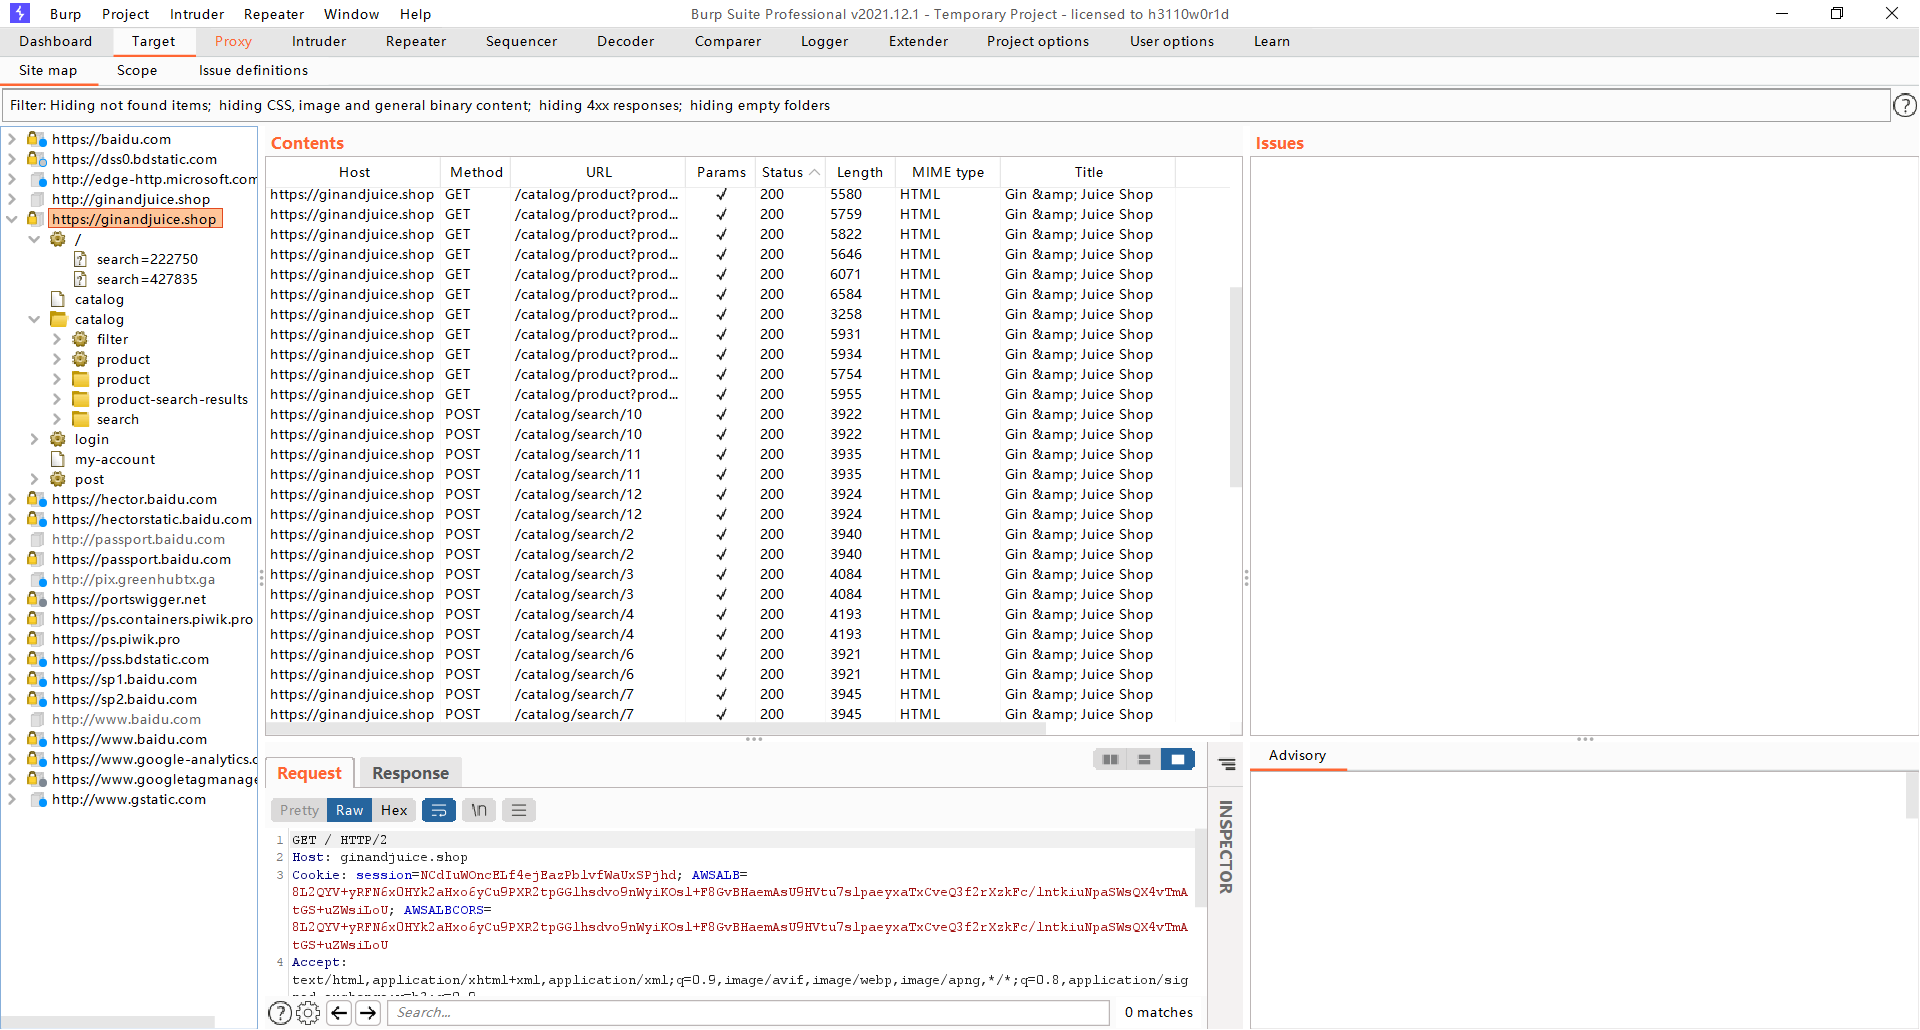 Burp Project Intruder Repeater Window Help Burp Suite Professional v2021.12.1 - Temporary Project - licensed to h3110w0r1d
Dashboard Target Proxy Intruder Repeater Sequencer Decoder Comparer Logger Extender Project options User options Learn
Site map Scope Issue definitions
Filter: Hiding not found items; hiding CSS, image and general binary content; hiding 4xx responses; hiding empty folders
https://baidu.com
https://dss0.bdstatic.com
http://edge-http.microsoft.com
http://ginandjuice.shop
https://ginandjuice.shop
/
search=222750
search=427835
catalog
catalog
filter
product
product
product-search-results
search
login
my-account
post
https://hector.baidu.com
https://hectorstatic.baidu.com
http://passport.baidu.com
https://passport.baidu.com
http://pix.greenhubtx.ga
https://portswigger.net
https://ps.containers.piwik.pro
https://ps.piwik.pro
https://pss.bdstatic.com
https://sp1.baidu.com
https://sp2.baidu.com
http://www.baidu.com
https://www.baidu.com
https://www.google-analytics.c
https://www.googletagmanage
http://www.gstatic.com
Contents
Host Method URL Params Status Length MIME type Title
https://ginandjuice.shop GET /catalog/product?prod... ✓ 200 5580 HTML Gin &amp; Juice Shop
https://ginandjuice.shop GET /catalog/product?prod... ✓ 200 5759 HTML Gin &amp; Juice Shop
https://ginandjuice.shop GET /catalog/product?prod... ✓ 200 5822 HTML Gin &amp; Juice Shop
https://ginandjuice.shop GET /catalog/product?prod... ✓ 200 5646 HTML Gin &amp; Juice Shop
https://ginandjuice.shop GET /catalog/product?prod... ✓ 200 6071 HTML Gin &amp; Juice Shop
https://ginandjuice.shop GET /catalog/product?prod... ✓ 200 6584 HTML Gin &amp; Juice Shop
https://ginandjuice.shop GET /catalog/product?prod... ✓ 200 3258 HTML Gin &amp; Juice Shop
https://ginandjuice.shop GET /catalog/product?prod... ✓ 200 5931 HTML Gin &amp; Juice Shop
https://ginandjuice.shop GET /catalog/product?prod... ✓ 200 5934 HTML Gin &amp; Juice Shop
https://ginandjuice.shop GET /catalog/product?prod... ✓ 200 5754 HTML Gin &amp; Juice Shop
https://ginandjuice.shop GET /catalog/product?prod... ✓ 200 5955 HTML Gin &amp; Juice Shop
https://ginandjuice.shop POST /catalog/search/10 ✓ 200 3922 HTML Gin &amp; Juice Shop
https://ginandjuice.shop POST /catalog/search/10 ✓ 200 3922 HTML Gin &amp; Juice Shop
https://ginandjuice.shop POST /catalog/search/11 ✓ 200 3935 HTML Gin &amp; Juice Shop
https://ginandjuice.shop POST /catalog/search/11 ✓ 200 3935 HTML Gin &amp; Juice Shop
https://ginandjuice.shop POST /catalog/search/12 ✓ 200 3924 HTML Gin &amp; Juice Shop
https://ginandjuice.shop POST /catalog/search/12 ✓ 200 3924 HTML Gin &amp; Juice Shop
https://ginandjuice.shop POST /catalog/search/2 ✓ 200 3940 HTML Gin &amp; Juice Shop
https://ginandjuice.shop POST /catalog/search/2 ✓ 200 3940 HTML Gin &amp; Juice Shop
https://ginandjuice.shop POST /catalog/search/3 ✓ 200 4084 HTML Gin &amp; Juice Shop
https://ginandjuice.shop POST /catalog/search/3 ✓ 200 4084 HTML Gin &amp; Juice Shop
https://ginandjuice.shop POST /catalog/search/4 ✓ 200 4193 HTML Gin &amp; Juice Shop
https://ginandjuice.shop POST /catalog/search/4 ✓ 200 4193 HTML Gin &amp; Juice Shop
https://ginandjuice.shop POST /catalog/search/6 ✓ 200 3921 HTML Gin &amp; Juice Shop
https://ginandjuice.shop POST /catalog/search/6 ✓ 200 3921 HTML Gin &amp; Juice Shop
https://ginandjuice.shop POST /catalog/search/7 ✓ 200 3945 HTML Gin &amp; Juice Shop
https://ginandjuice.shop POST /catalog/search/7 ✓ 200 3945 HTML Gin &amp; Juice Shop
Request Response
Pretty Raw Hex \n
1 GET / HTTP/2
2 Host: ginandjuice.shop
3 Cookie: session=NCdIuWOncELf4ejEazPblvfWaUxSPjhd; AWSALB=
8L2QYV+yRFN6xOHYk2aHxo6yCu9PXR2tpGGlhsdvo9nWyiKOsl+F8GvBHaemAsU9HVtu7slpaeyxaTxCveQ3f2rXzkFc/lntkiuNpaSWsQX4vTmA
tGS+uZWsiLoU; AWSALBCORS=
8L2QYV+yRFN6xOHYk2aHxo6yCu9PXR2tpGGlhsdvo9nWyiKOsl+F8GvBHaemAsU9HVtu7slpaeyxaTxCveQ3f2rXzkFc/lntkiuNpaSWsQX4vTmA
tGS+uZWsiLoU
4 Accept:
text/html,application/xhtml+xml,application/xml;q=0.9,image/avif,image/webp,image/apng,*/*;q=0.8,application/sig
Search... 0 matches
INSPECTOR
Issues
Advisory